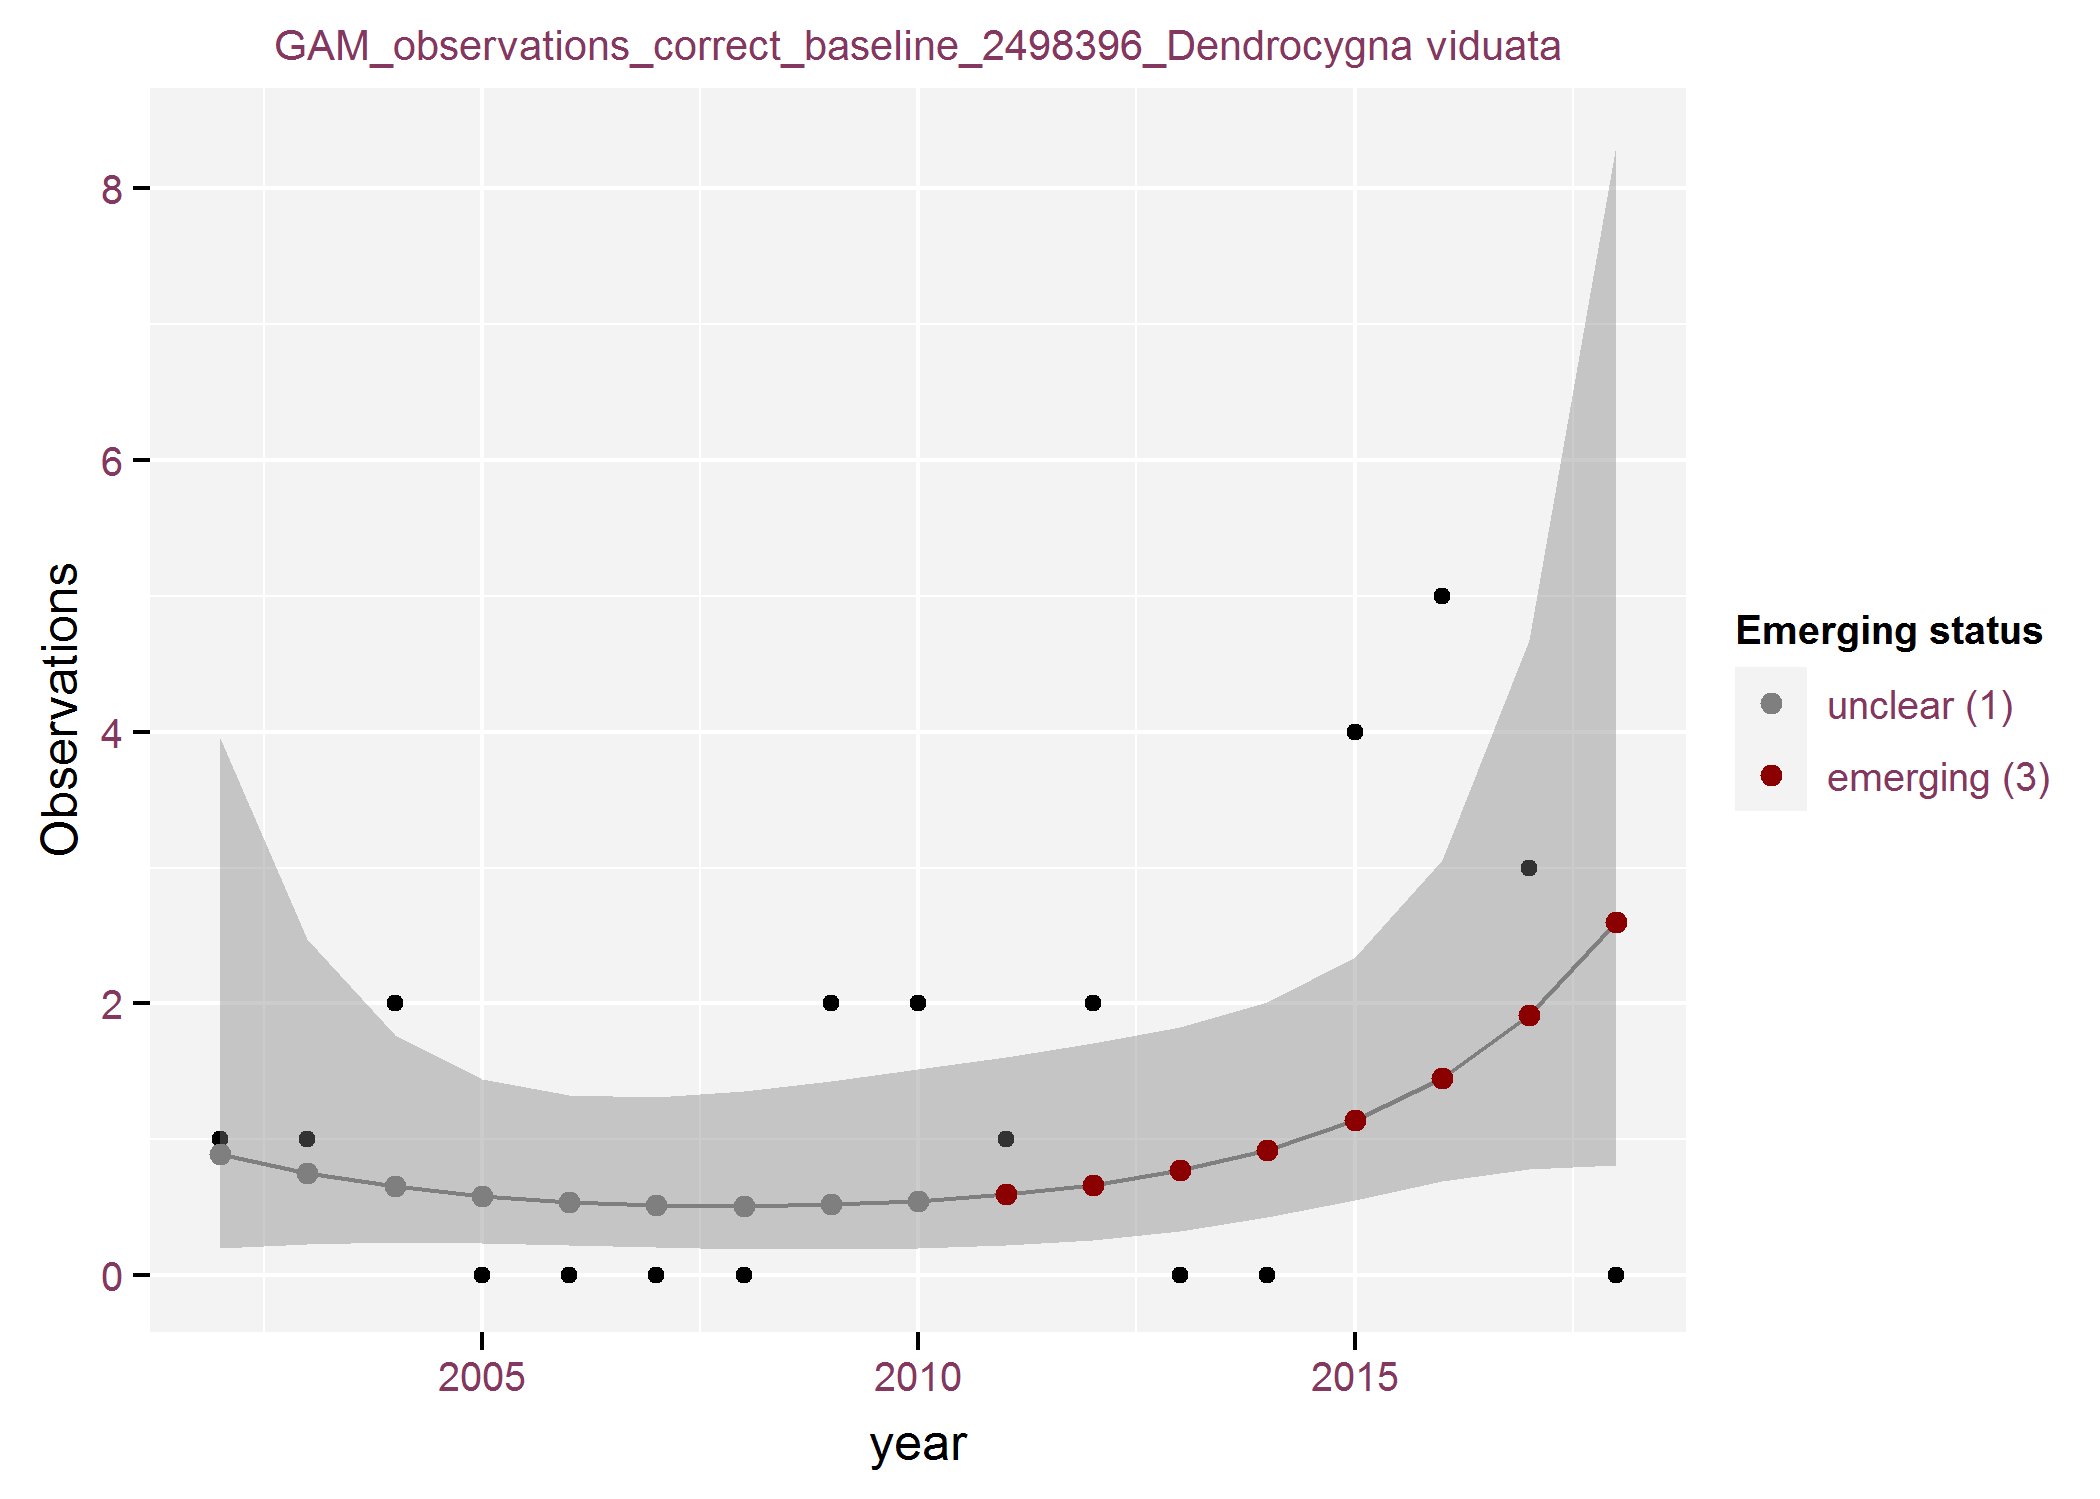 GAM_observations_correct_baseline_2498396_Dendrocygna viduata
Observations
8
6
4
2
0
2005
2010
2015
year
Emerging status
unclear (1)
emerging (3)